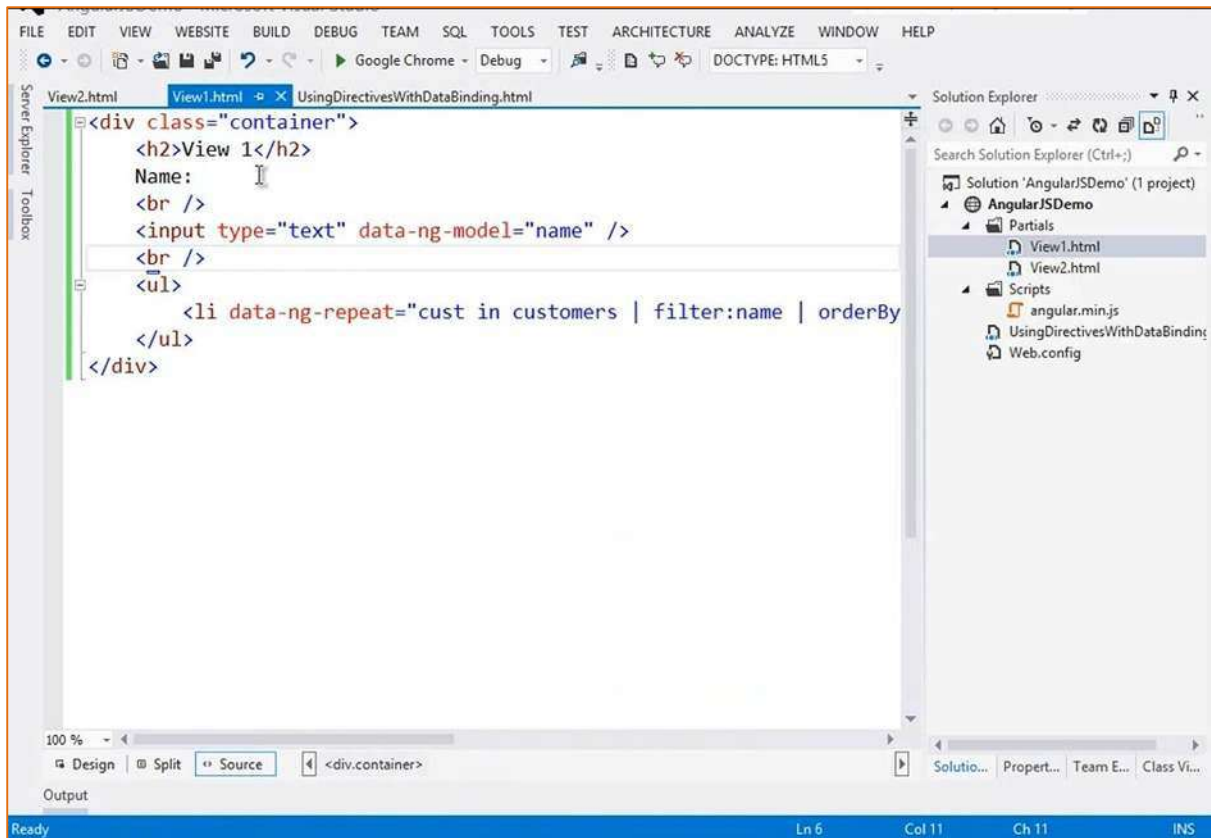 FILE EDIT VIEW WEBSITE BUILD DEBUG TEAM SQL TOOLS TEST ARCHITECTURE ANALYZE WINDOW HELP
Google Chrome Debug DOCTYPE: HTML5
View2.html View1.html UsingDirectivesWithDataBinding.html
Server Explorer
Toolbox
<div class="container">
<h2>View 1</h2>
Name:
<br />
<input type="text" data-ng-model="name" />
<br />
<ul>
<li data-ng-repeat="cust in customers | filter:name | orderBy
</ul>
</div>
100 %
Design Split Source <div.container>
Output
Solution Explorer
Search Solution Explorer (Ctrl+;)
Solution 'AngularJSDemo' (1 project)
AngularJSDemo
Partials
View1.html
View2.html
Scripts
angular.min.js
UsingDirectivesWithDataBinding
Web.config
Solutio... Propert... Team E... Class Vi...
Ready Ln 6 Col 11 Ch 11 INS